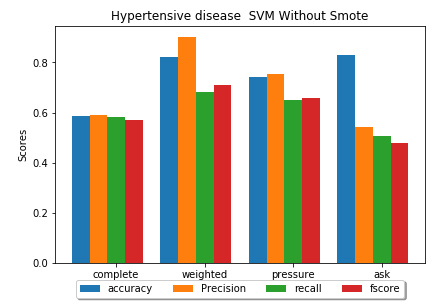 Hypertensive disease  SVM Without Smote
Scores
0.8
0.6
0.4
0.2
0.0
complete weighted pressure ask
accuracy Precision recall fscore